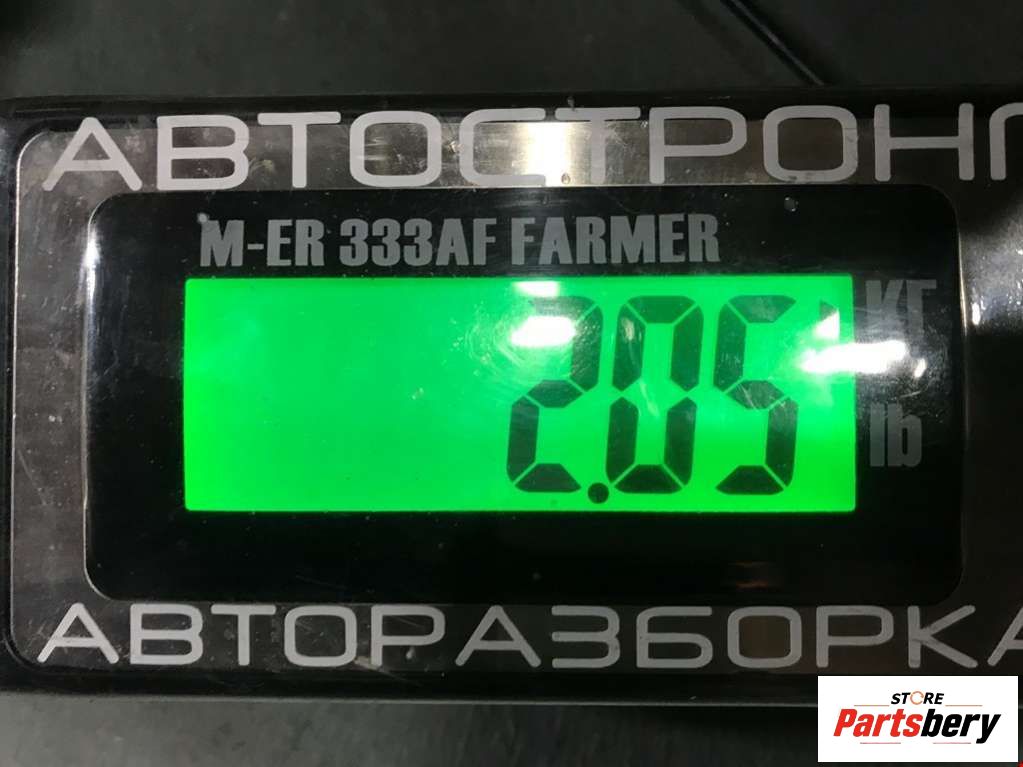 АВТОСТРОНГ
M-ER 333AF FARMER
2.05
КГ
lb
АВТОРАЗБОРКА
STORE
Partsbery